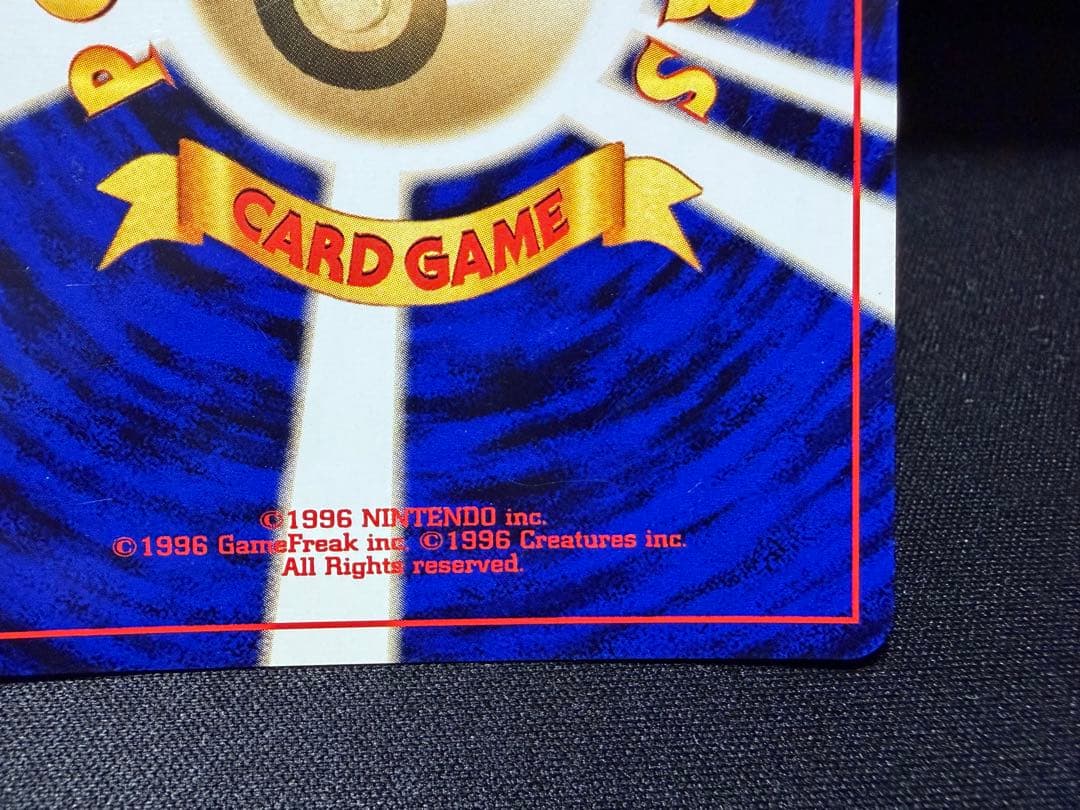 P
S
CARD GAME
©1996 NINTENDO inc.
©1996 GameFreak inc. ©1996 Creatures inc.
All Rights reserved.